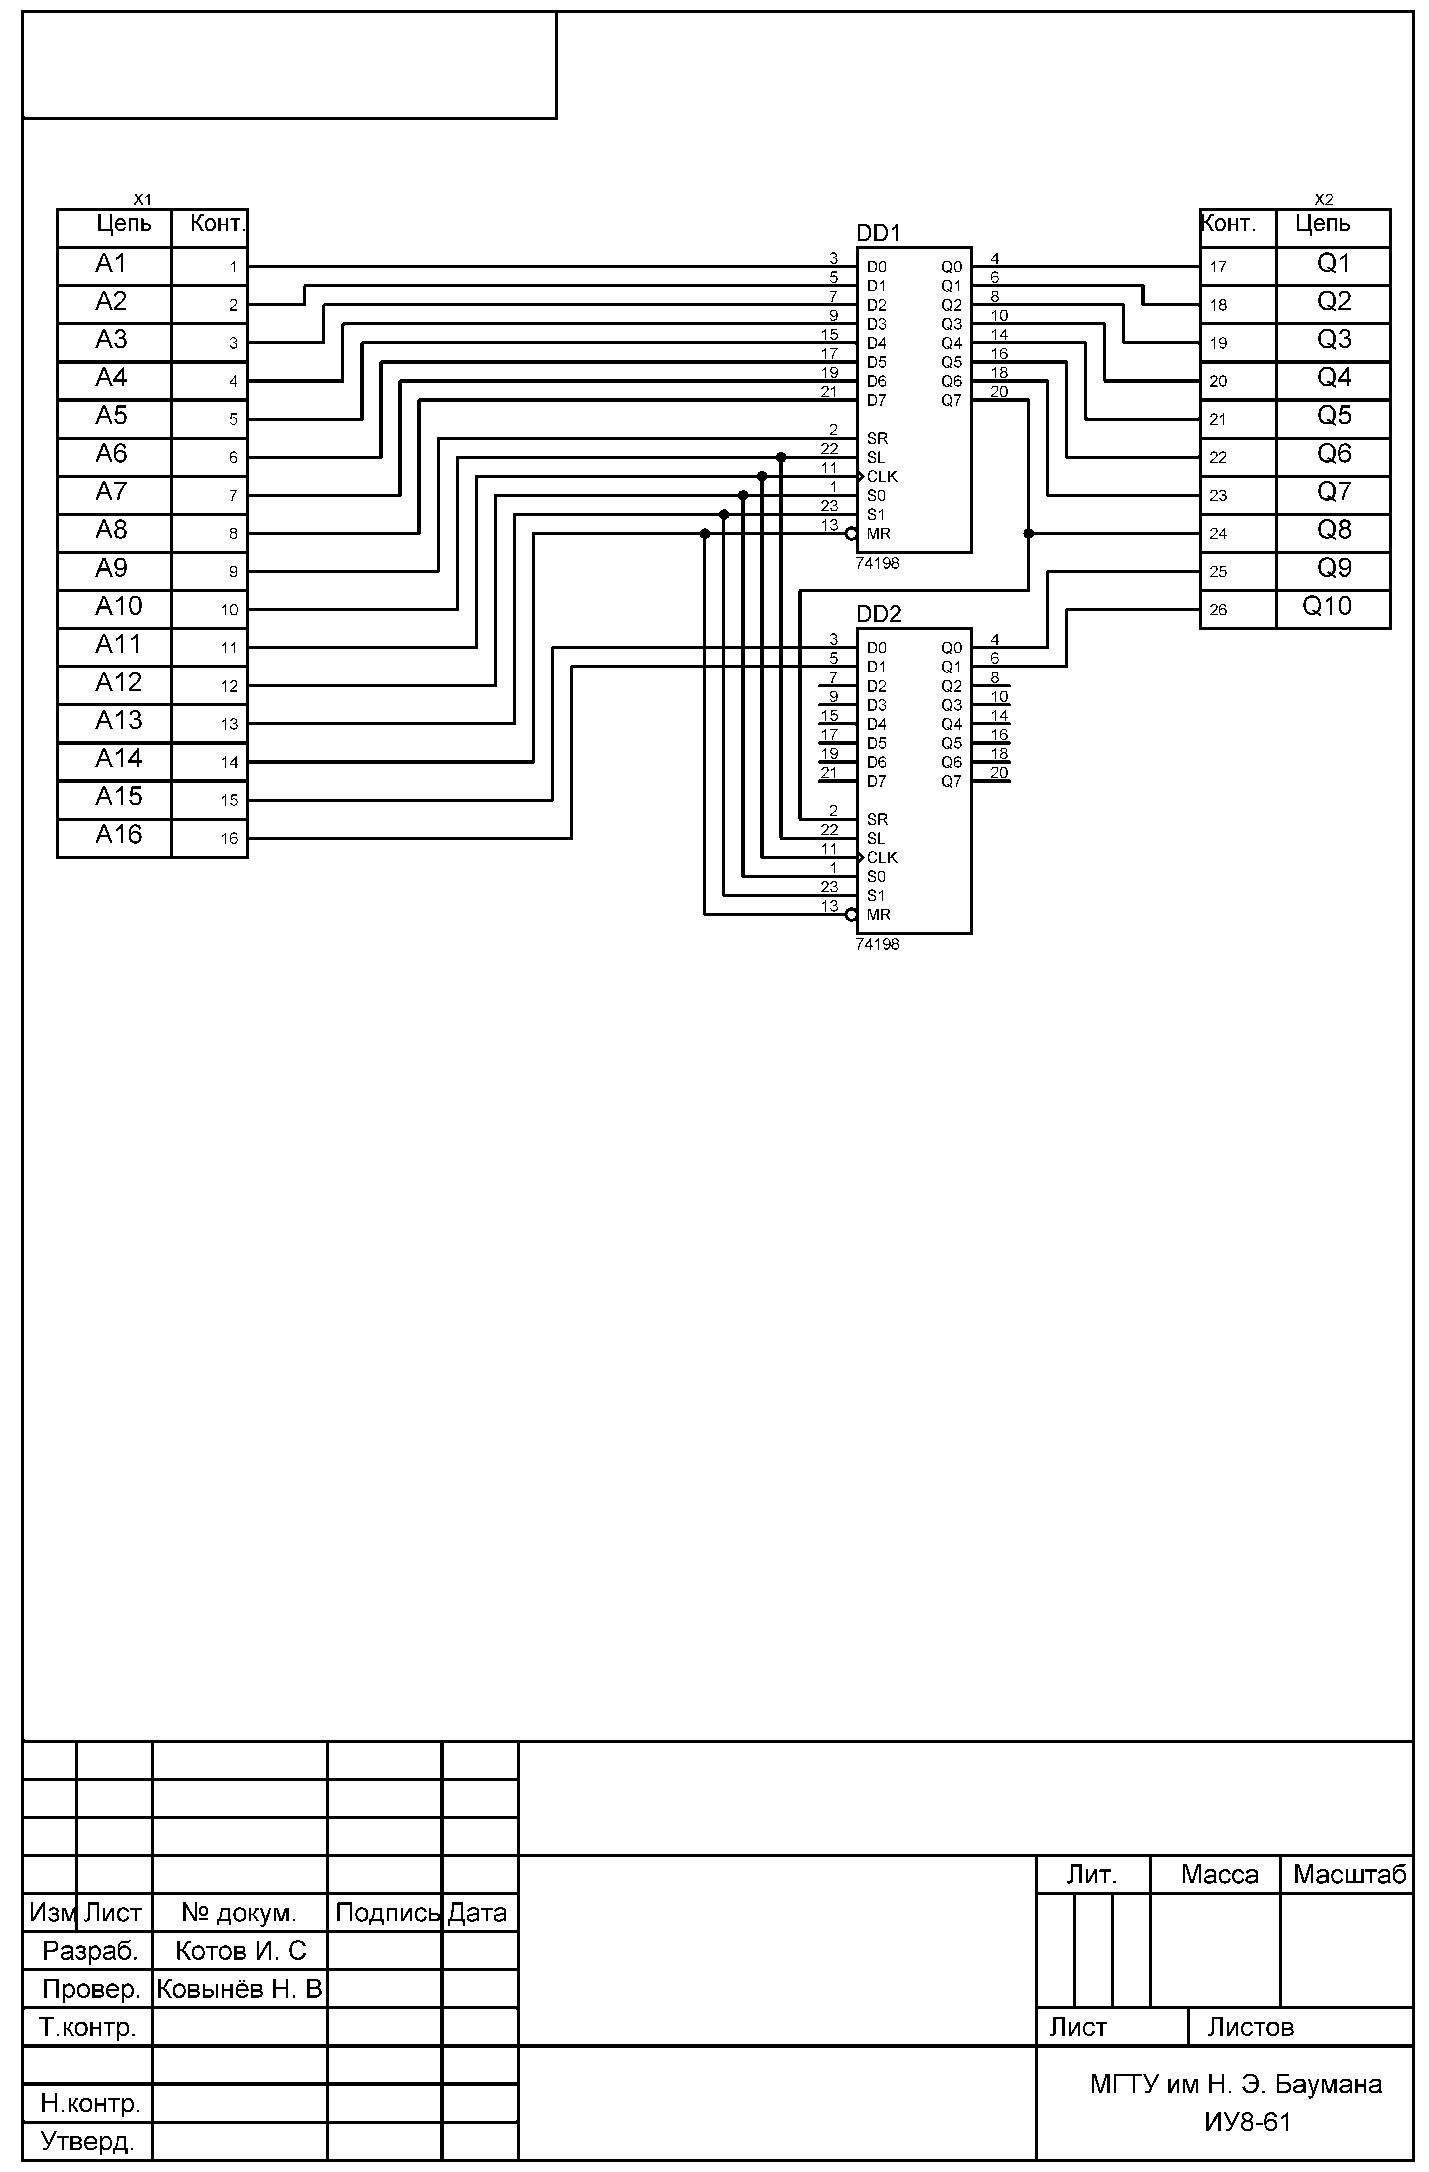 X1
Цепь Конт.
A1 1
A2 2
A3 3
A4 4
A5 5
A6 6
A7 7
A8 8
A9 9
A10 10
A11 11
A12 12
A13 13
A14 14
A15 15
A16 16
DD1
3 D0 Q0 4
5 D1 Q1 6
7 D2 Q2 8
9 D3 Q3 10
15 D4 Q4 14
17 D5 Q5 16
19 D6 Q6 18
21 D7 Q7 20
2 SR
22 SL
11 CLK
1 S0
23 S1
13 MR
74198
DD2
3 D0 Q0 4
5 D1 Q1 6
7 D2 Q2 8
9 D3 Q3 10
15 D4 Q4 14
17 D5 Q5 16
19 D6 Q6 18
21 D7 Q7 20
2 SR
22 SL
11 CLK
1 S0
23 S1
13 MR
74198
X2
Конт. Цепь
17 Q1
18 Q2
19 Q3
20 Q4
21 Q5
22 Q6
23 Q7
24 Q8
25 Q9
26 Q10
Изм Лист № докум. Подпись Дата
Разраб. Котов И. С
Провер. Ковынёв Н. В
Т.контр.
Н.контр.
Утверд.
Лит. Масса Масштаб
Лист Листов
МГТУ им Н. Э. Баумана
ИУ8-61